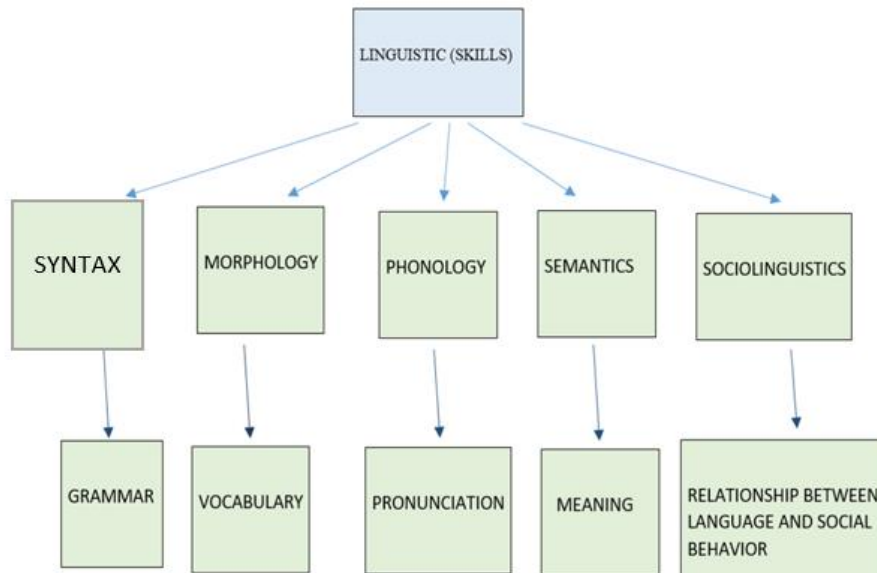 LINGUISTIC (SKILLS)
SYNTAX
MORPHOLOGY
PHONOLOGY
SEMANTICS
SOCIOLINGUISTICS
GRAMMAR
VOCABULARY
PRONUNCIATION
MEANING
RELATIONSHIP BETWEEN
LANGUAGE AND SOCIAL
BEHAVIOR